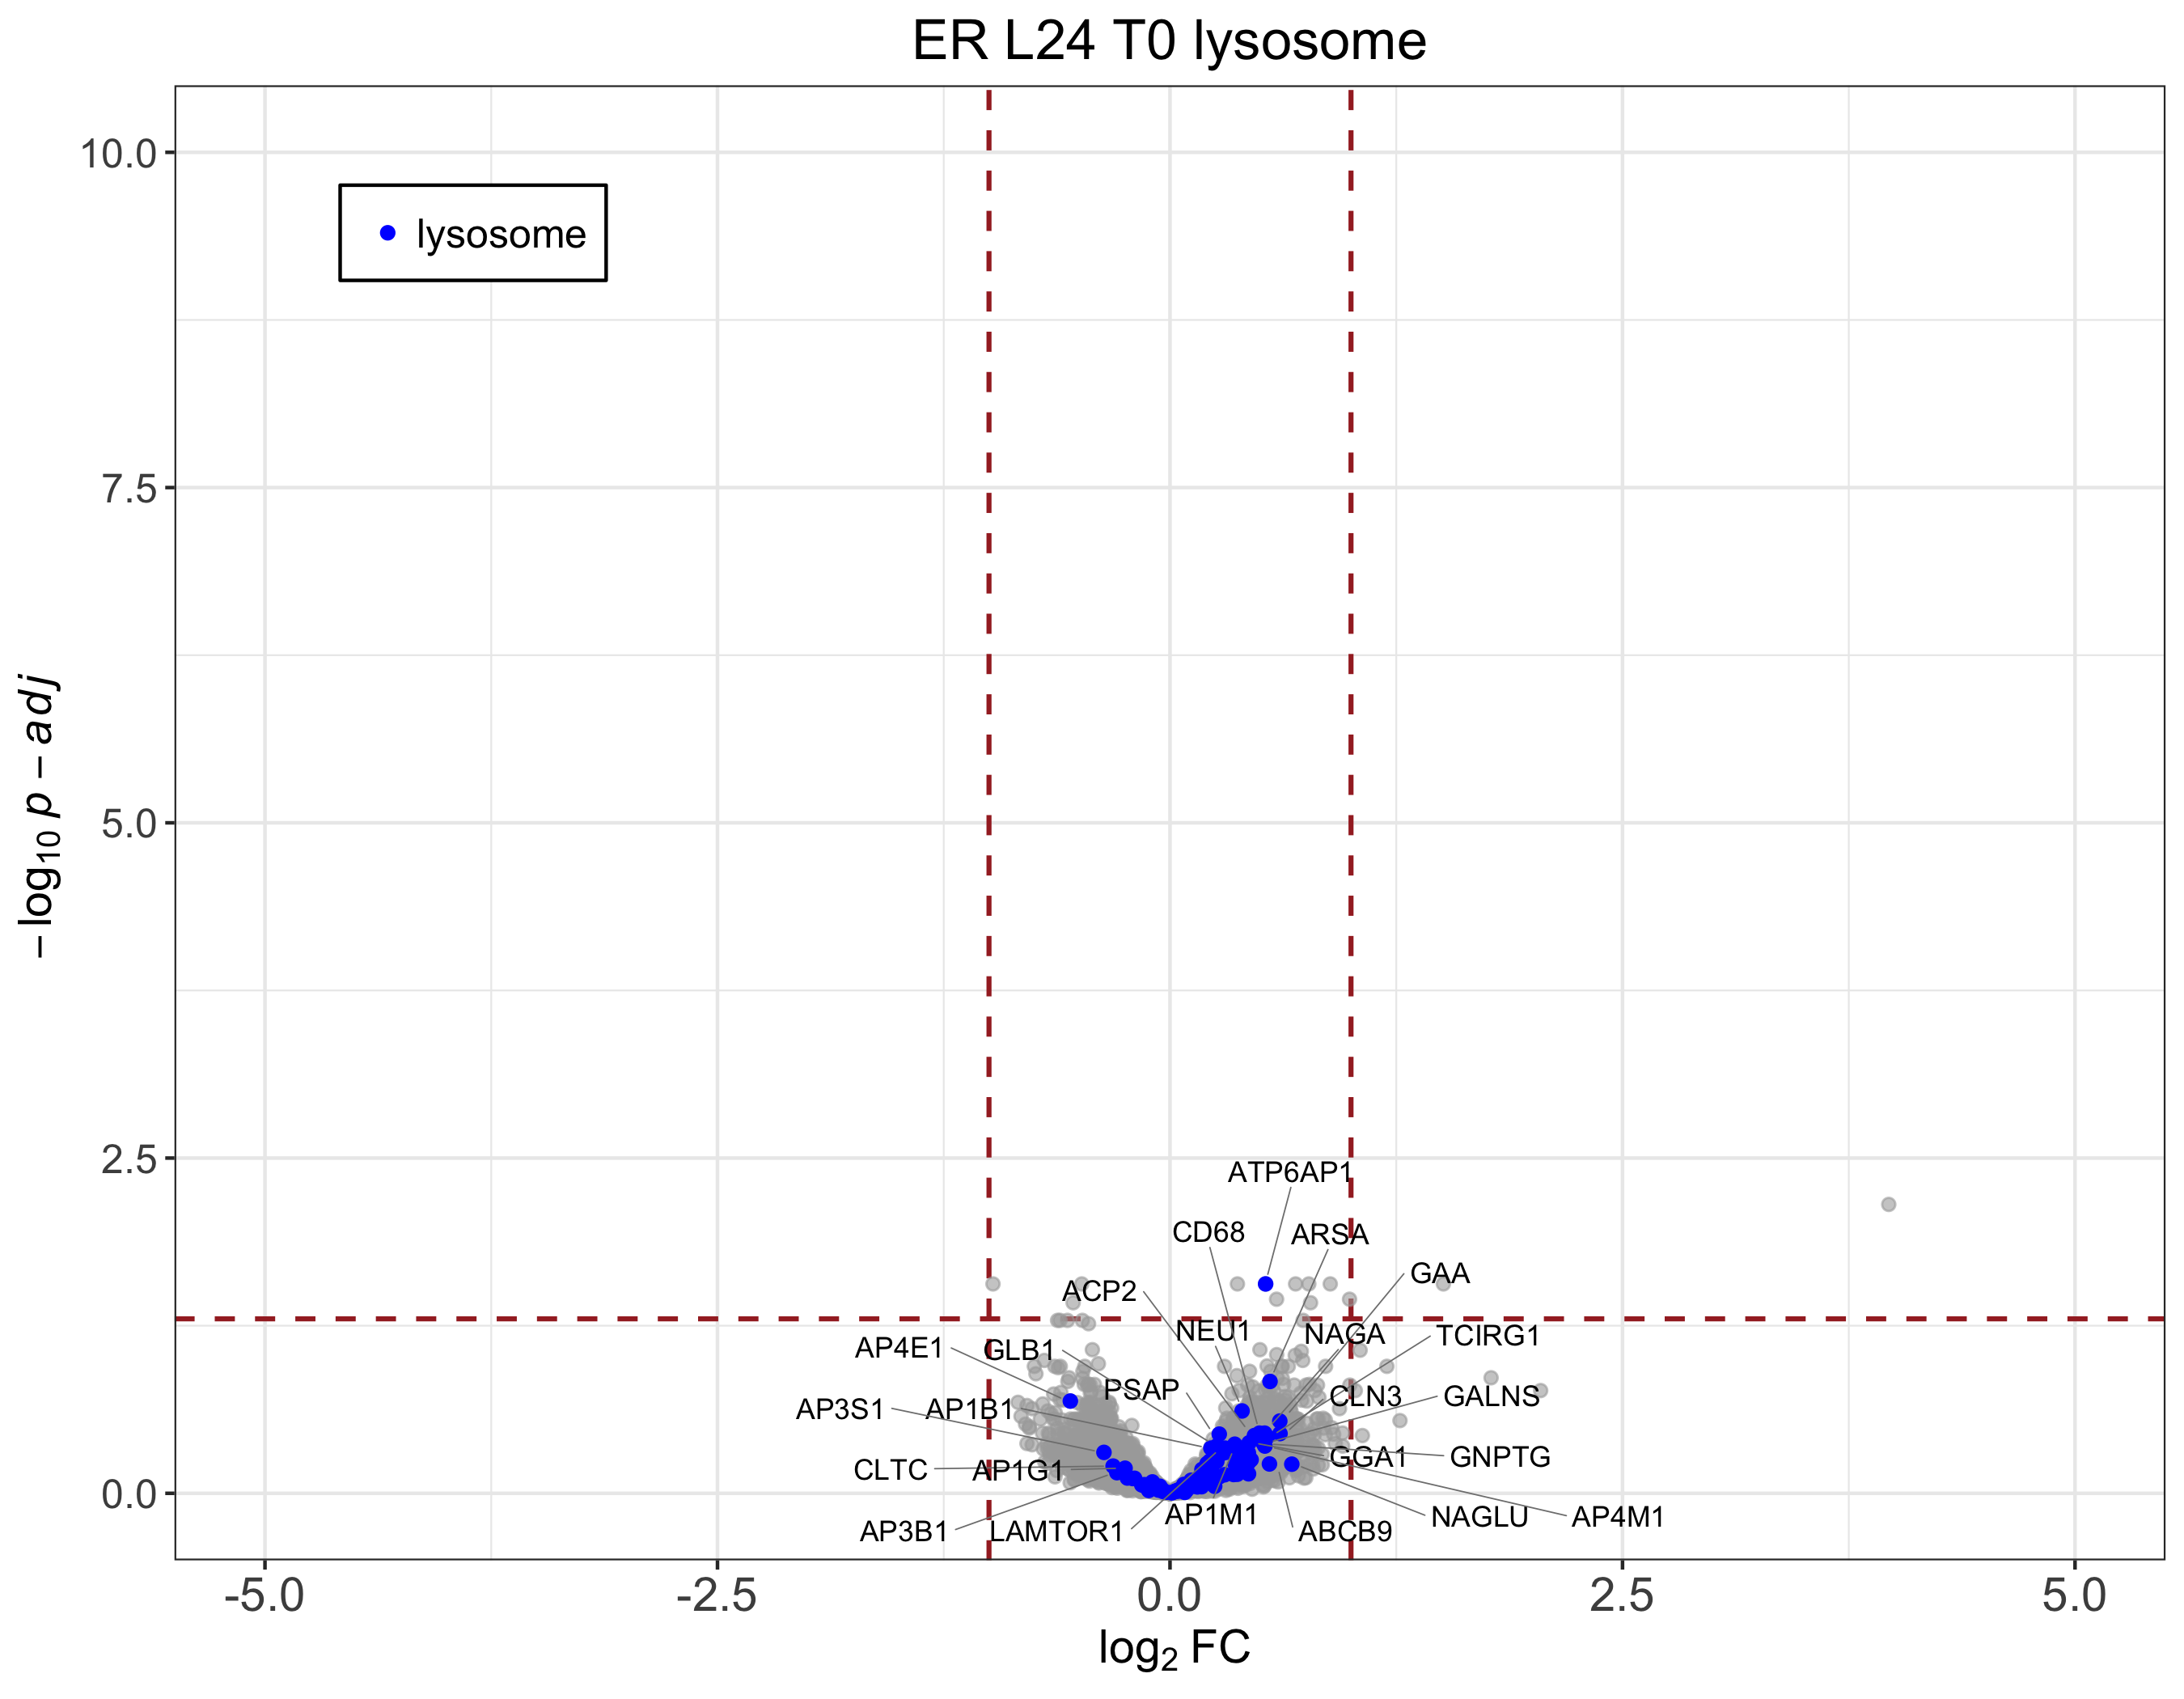 ER L24 T0 lysosome
10.0
7.5
5.0
2.5
0.0
−log10 p − adj
lysosome
ATP6AP1
CD68
ARSA
GAA
ACP2
NEU1
NAGA
TCIRG1
AP4E1
GLB1
PSAP
CLN3
GALNS
AP3S1
AP1B1
GGA1
GNPTG
CLTC
AP1G1
AP3B1
LAMTOR1
AP1M1
ABCB9
NAGLU
AP4M1
-5.0
-2.5
0.0
2.5
5.0
log2 FC